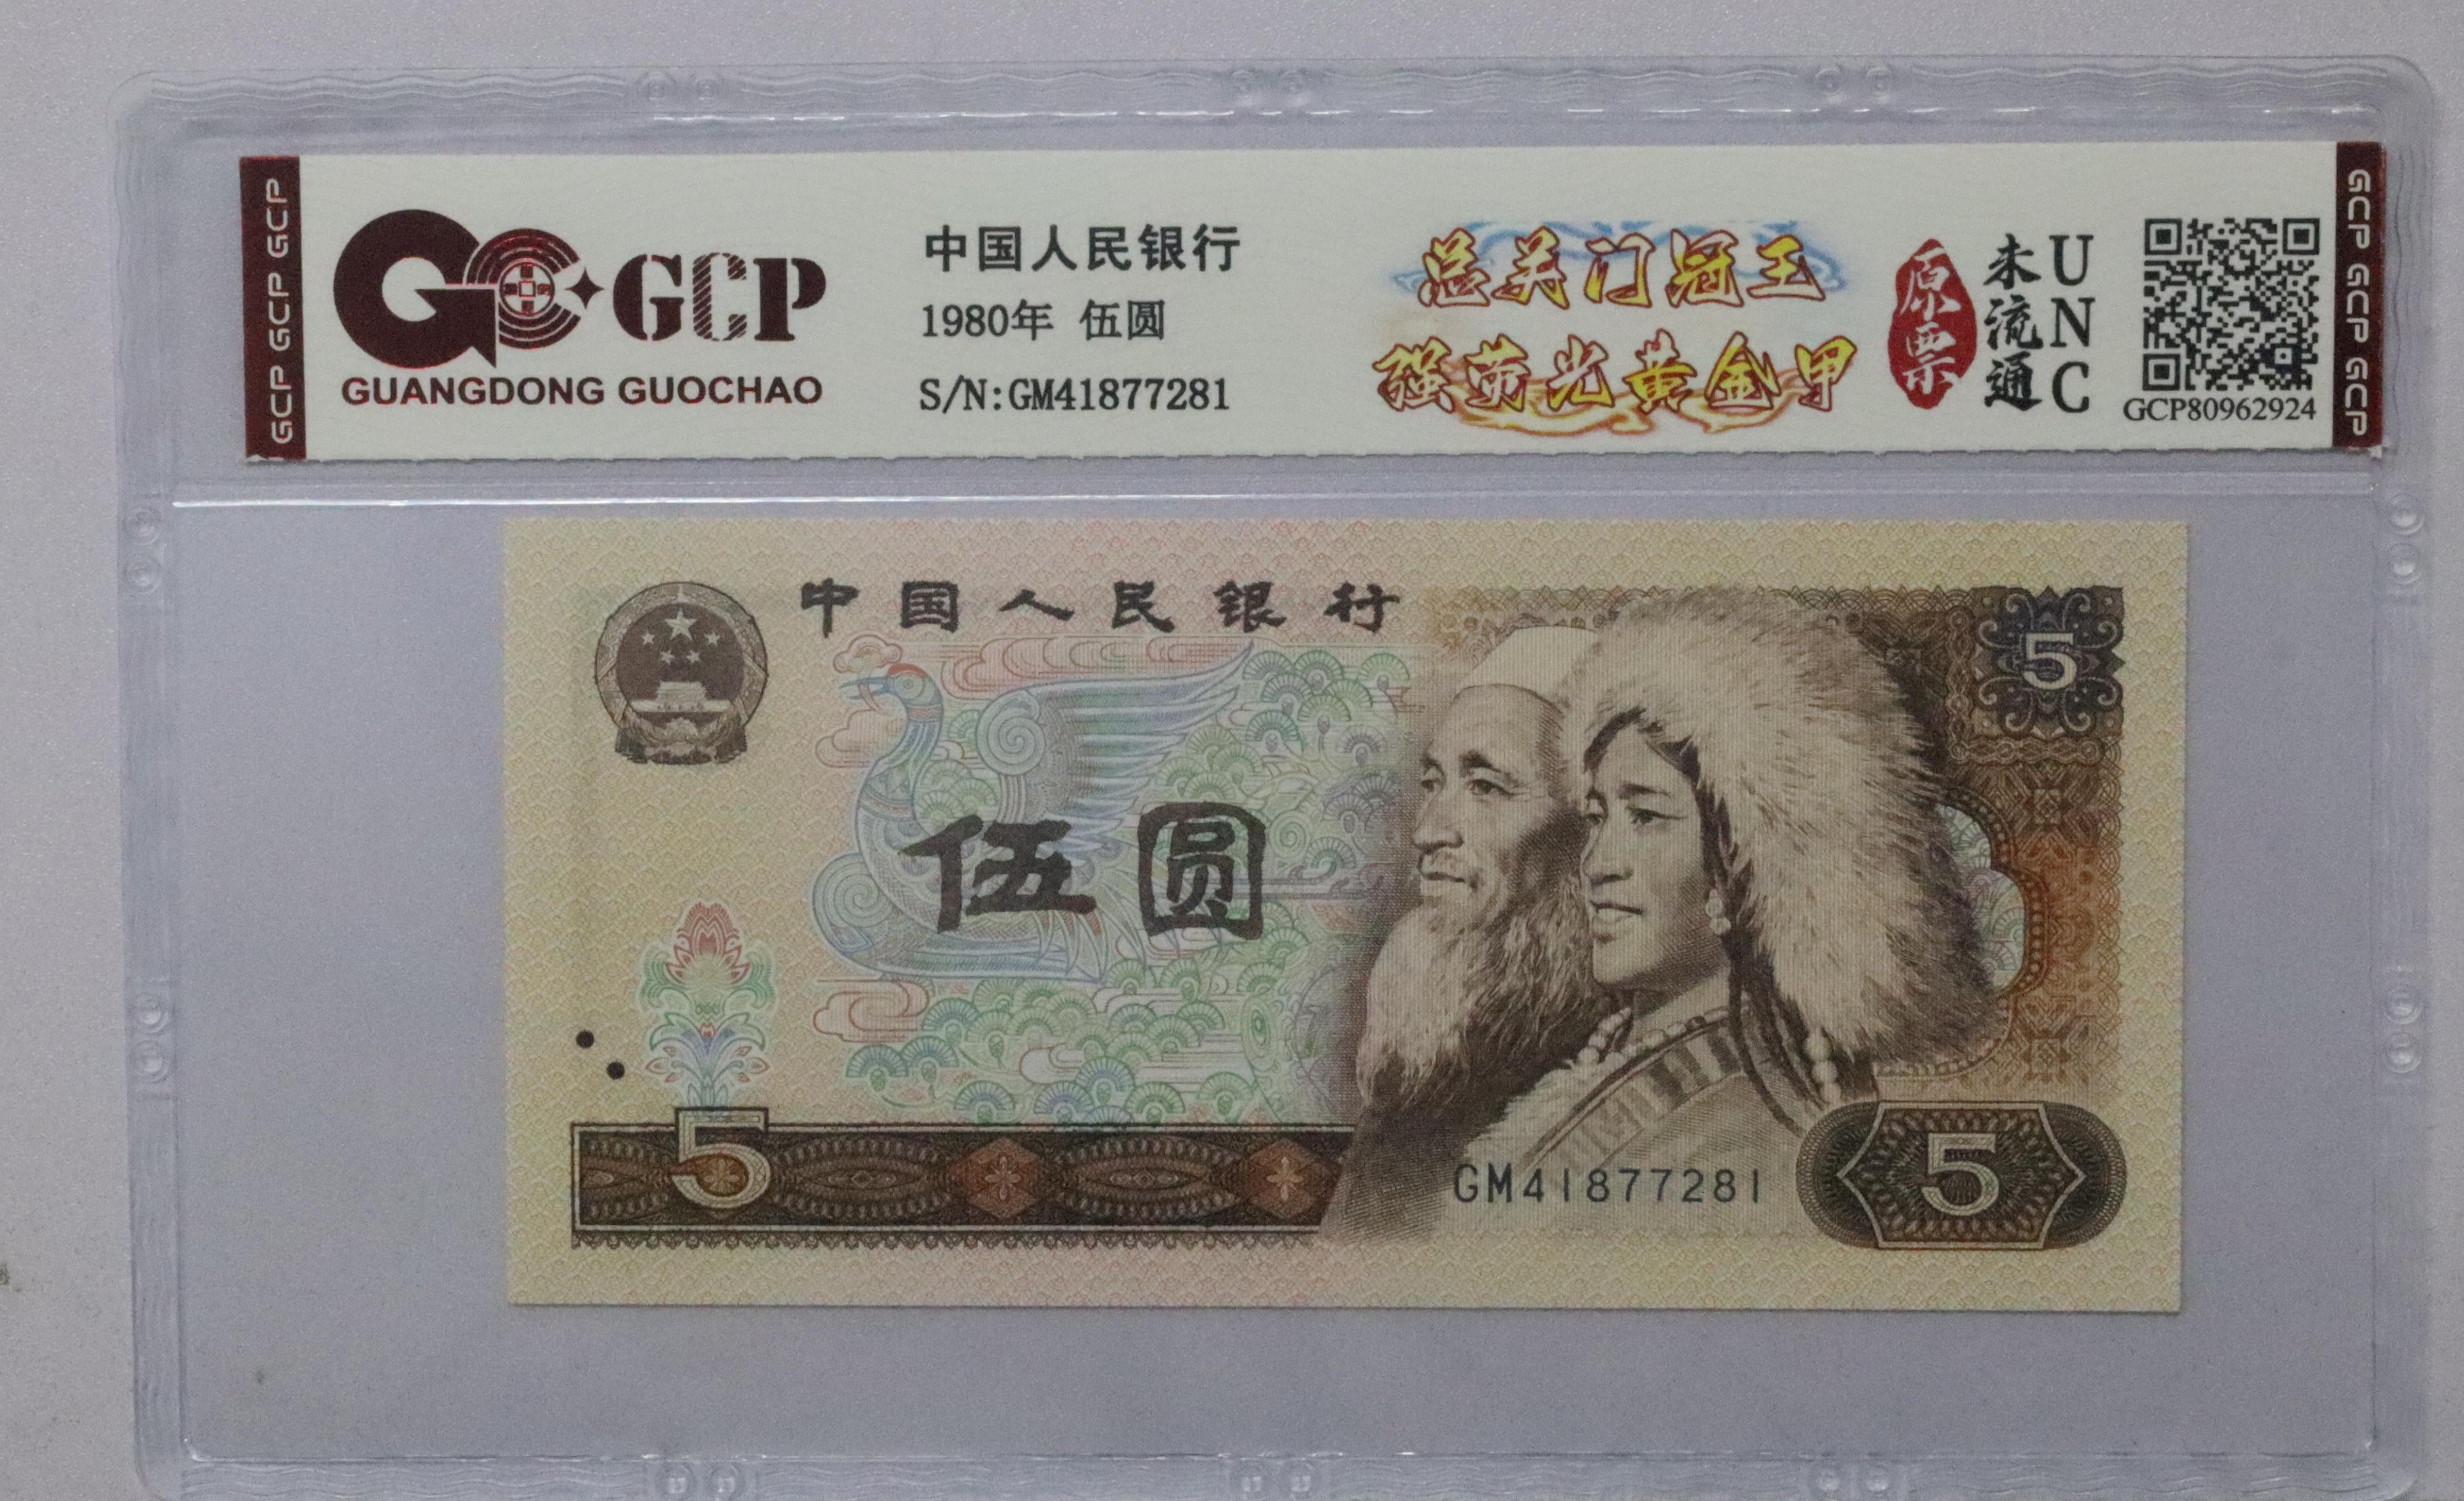 GCP GCP GCP
GCP
GUANGDONG GUOCHAO
中国人民银行
1980年 伍圆
S/N:GM41877281
总关门冠王
强荧光黄金甲
原票
未流通
UNC
GCP80962924
GCP GCP GCP
中国人民银行
5
伍圆
5
GM41877281
5